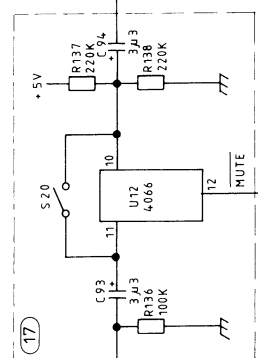 C94
3µ3
+
R137
220K
R138
220K
+5V
10
S20
U12
4066
12
MUTE
11
C93
3µ3
+
R136
100K
17